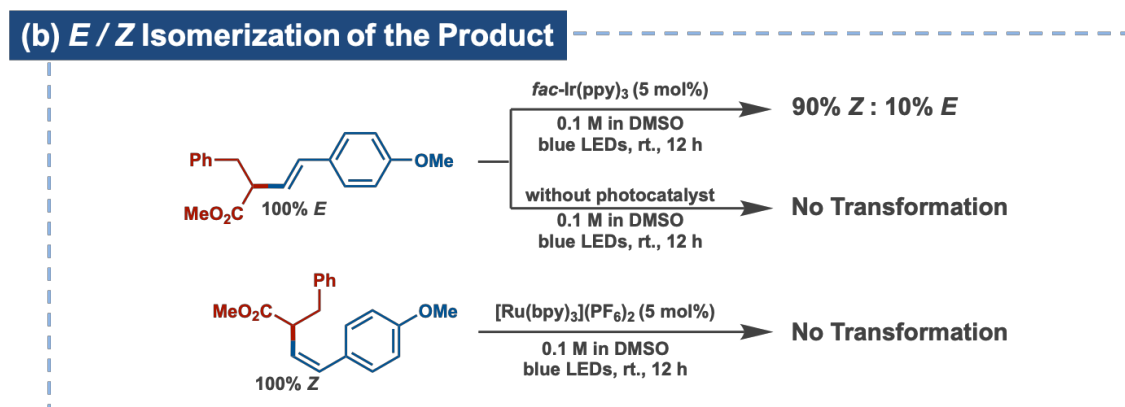 (b) E / Z Isomerization of the Product
fac-Ir(ppy)3 (5 mol%)
0.1 M in DMSO
blue LEDs, rt., 12 h
90% Z : 10% E
Ph
OMe
MeO2C
100% E
without photocatalyst
0.1 M in DMSO
blue LEDs, rt., 12 h
No Transformation
Ph
MeO2C
OMe
100% Z
[Ru(bpy)3](PF6)2 (5 mol%)
0.1 M in DMSO
blue LEDs, rt., 12 h
No Transformation